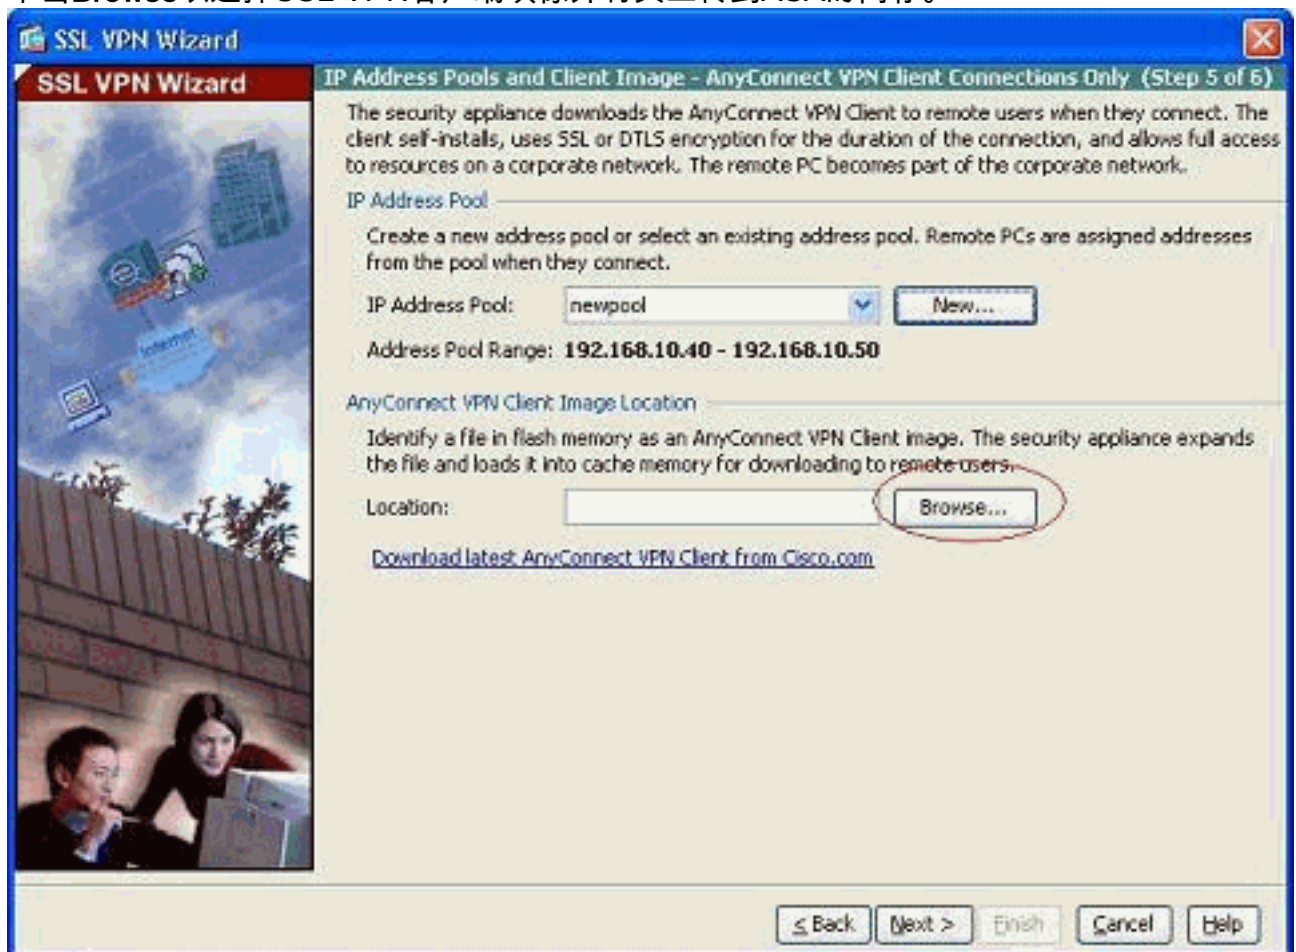 SSL VPN Wizard
SSL VPN Wizard
IP Address Pools and Client Image - AnyConnect VPN Client Connections Only (Step 5 of 6)
The security appliance downloads the AnyConnect VPN Client to remote users when they connect. The
client self-installs, uses SSL or DTLS encryption for the duration of the connection, and allows full access
to resources on a corporate network. The remote PC becomes part of the corporate network.
IP Address Pool
Create a new address pool or select an existing address pool. Remote PCs are assigned addresses
from the pool when they connect.
IP Address Pool: newpool New...
Address Pool Range: 192.168.10.40 - 192.168.10.50
AnyConnect VPN Client Image Location
Identify a file in flash memory as an AnyConnect VPN Client image. The security appliance expands
the file and loads it into cache memory for downloading to remote users.
Location: Browse...
Download latest AnyConnect VPN Client from Cisco.com
Internet
< Back Next > Finish Cancel Help